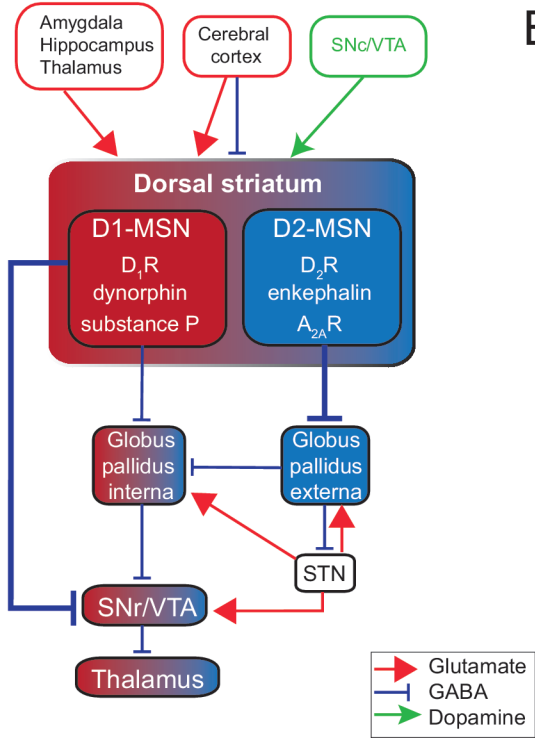 Amygdala
Hippocampus
Thalamus
Cerebral
cortex
SNc/VTA
E
Dorsal striatum
D1-MSN
D₁R
dynorphin
substance P
D2-MSN
D₂R
enkephalin
A₂ₐR
Globus
pallidus
interna
Globus
pallidus
externa
STN
SNr/VTA
Thalamus
Glutamate
GABA
Dopamine